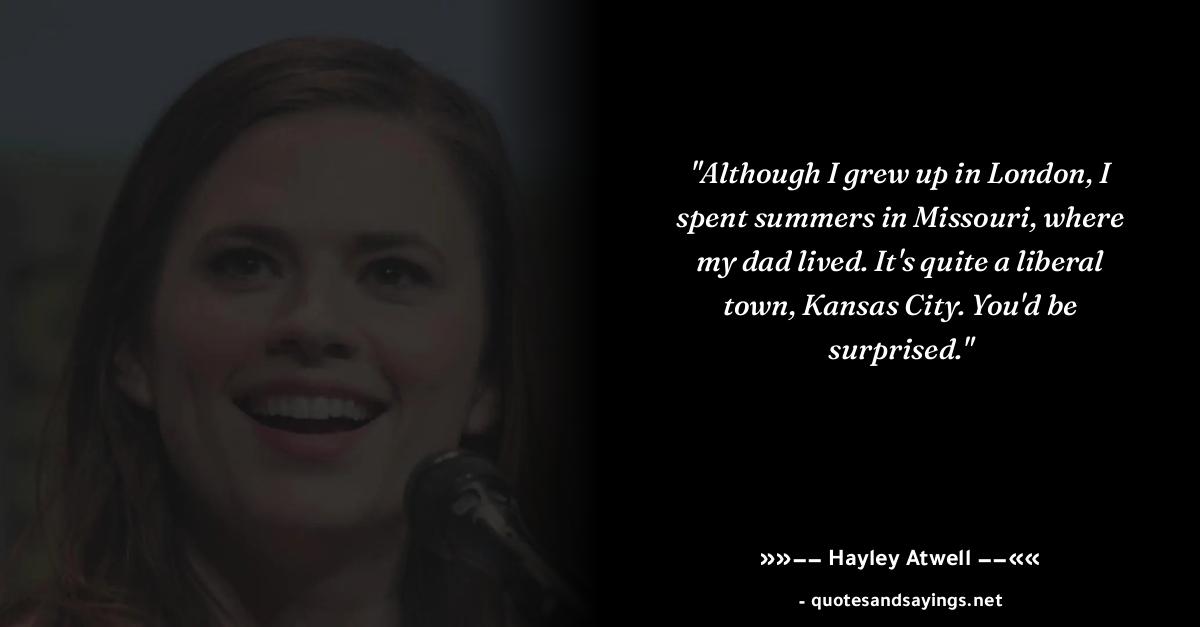 "Although I grew up in London, I
spent summers in Missouri, where
my dad lived. It's quite a liberal
town, Kansas City. You'd be
surprised."
»»–– Hayley Atwell ––««
- quotesandsayings.net